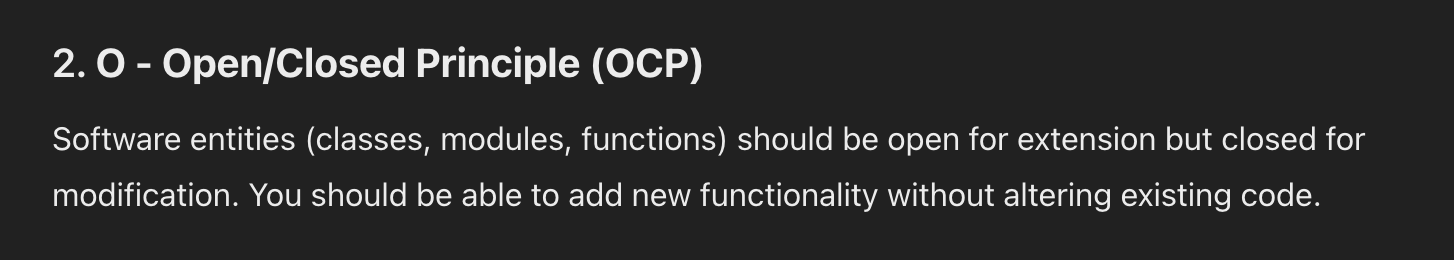 2. O - Open/Closed Principle (OCP)
Software entities (classes, modules, functions) should be open for extension but closed for
modification. You should be able to add new functionality without altering existing code.